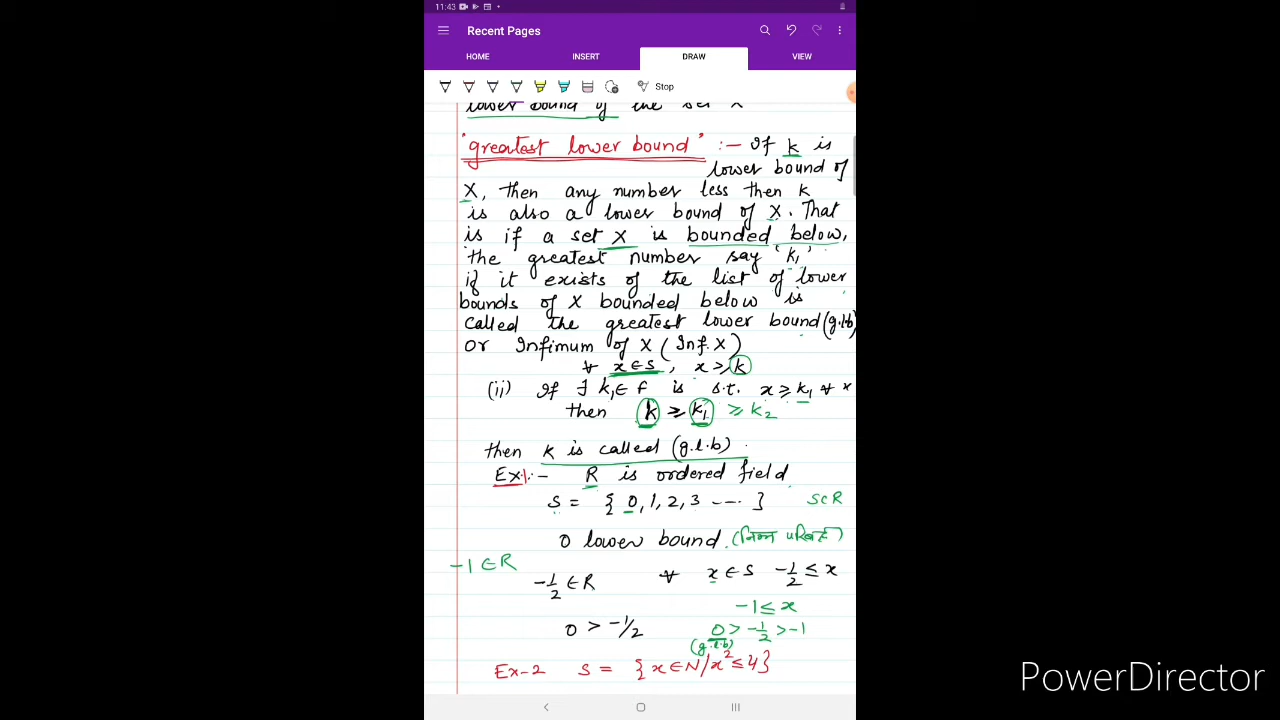 11:43
Recent Pages
HOME INSERT DRAW VIEW
Stop
lower bound of the set X
"greatest lower bound" :- If k is
lower bound of
X, then any number less then k
is also a lower bound of X. That
is if a set X is bounded below,
the greatest number say 'k₁'
if it exists of the list of lower
bounds of X bounded below is
called the greatest lower bound (g.l.b)
or Infimum of X (Inf. X)
∀ x∈S, x ≥ k
(ii) If ∃ k₁∈ F is s.t. x ≥ k₁ ∀ x
then k ≥ k₁ ≥ k₂
then k is called (g.l.b).
Ex.1:- R is ordered field
S = { 0, 1, 2, 3 ---- } S⊂R
0 lower bound. (निम्न परिबंध)
-1 ∈ R
-1/2 ∈ R ∀ x ∈ S -1/2 ≤ x
-1 ≤ x
0 > -1/2 0 > -1/2 > -1
(g.l.b)
Ex-2 S = {x∈N/x² ≤ 4}
PowerDirector